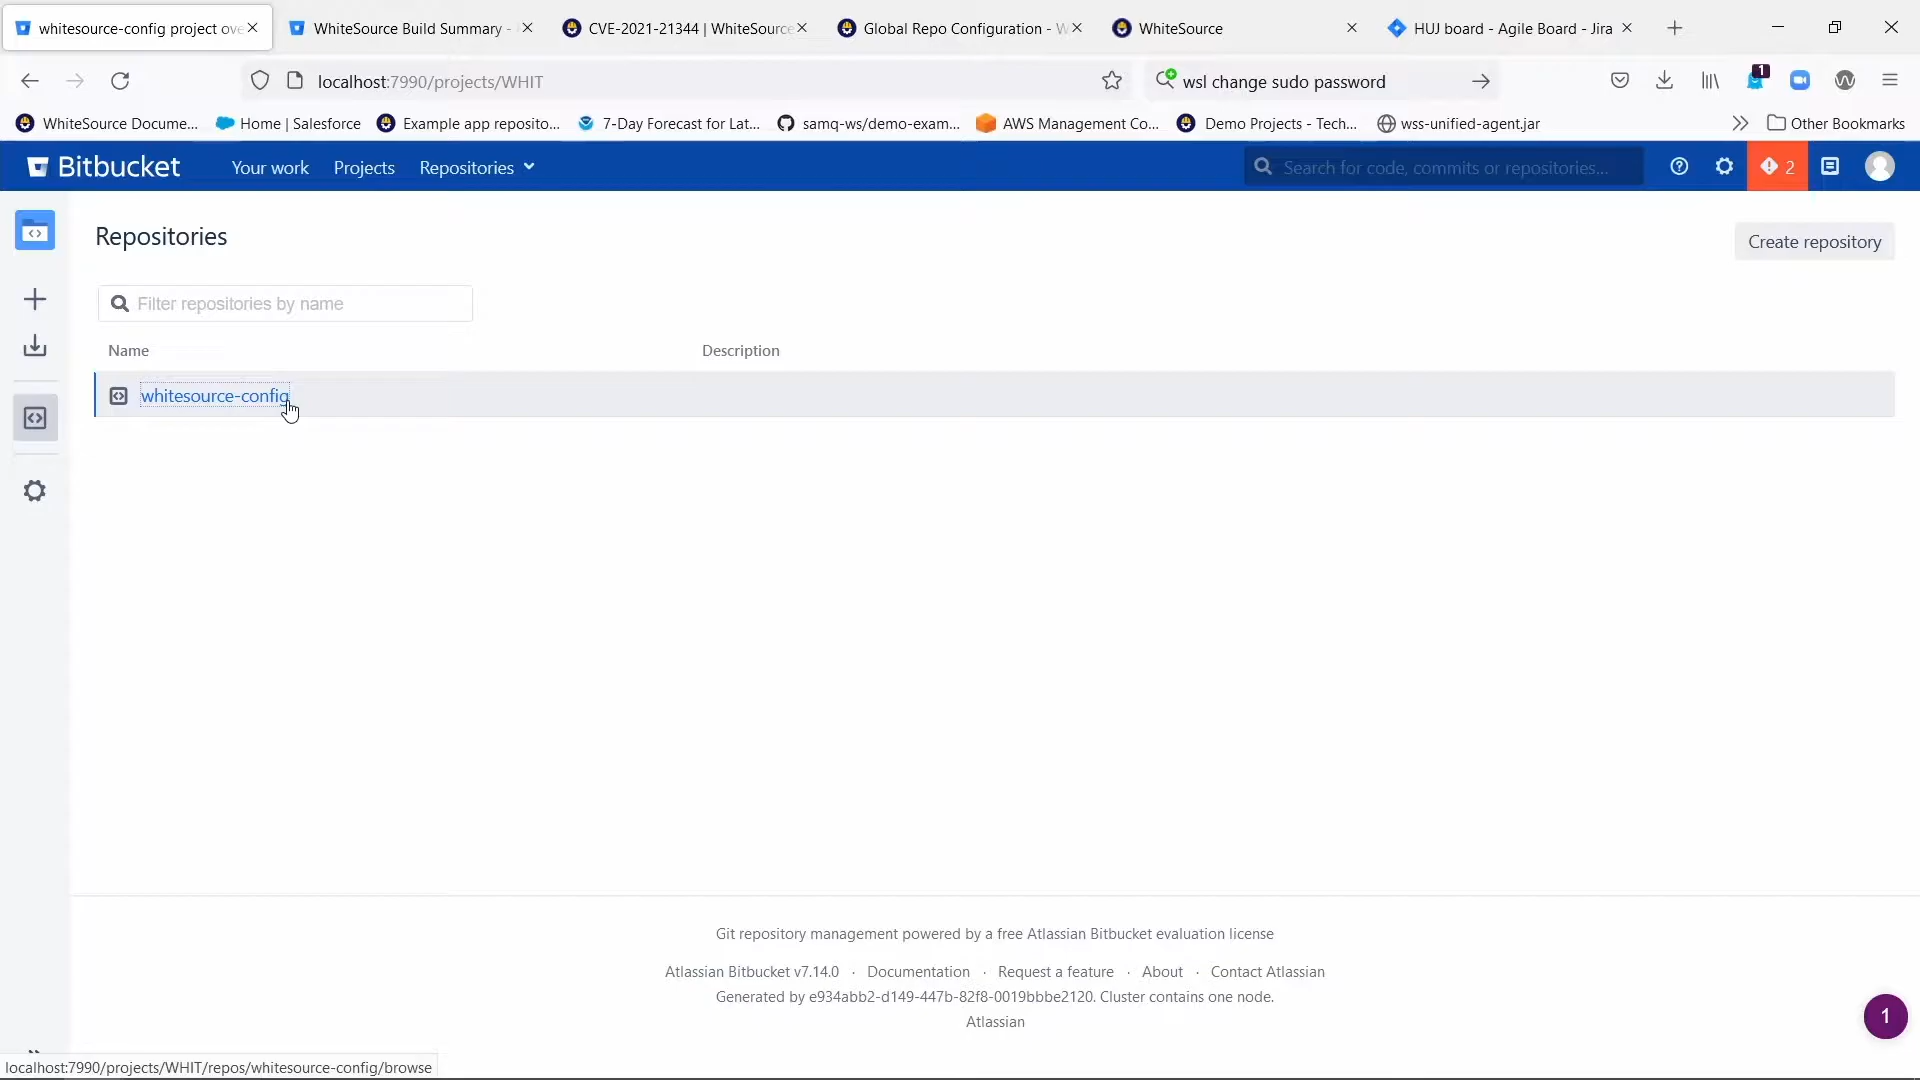 whitesource-config project ove
WhiteSource Build Summary -
CVE-2021-21344 | WhiteSource
Global Repo Configuration - W
WhiteSource
HUJ board - Agile Board - Jira
localhost:7990/projects/WHIT
wsl change sudo password
1
WhiteSource Docume...
Home | Salesforce
Example app reposito...
7-Day Forecast for Lat...
samq-ws/demo-exam...
AWS Management Co...
Demo Projects - Tech...
wss-unified-agent.jar
Other Bookmarks
Bitbucket
Your work
Projects
Repositories
Search for code, commits or repositories...
2
Repositories
Create repository
Filter repositories by name
Name
Description
whitesource-config
Git repository management powered by a free Atlassian Bitbucket evaluation license
Atlassian Bitbucket v7.14.0 · Documentation · Request a feature · About · Contact Atlassian
Generated by e934abb2-d149-447b-82f8-0019bbbe2120. Cluster contains one node.
Atlassian
1
localhost:7990/projects/WHIT/repos/whitesource-config/browse